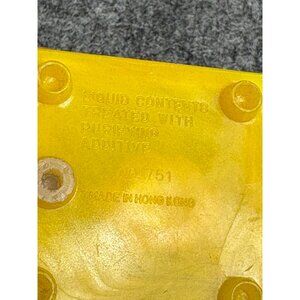 LIQUID CONTENTS
TREATED WITH
PURIFYING
ADDITIVE
MADE IN HONG KONG